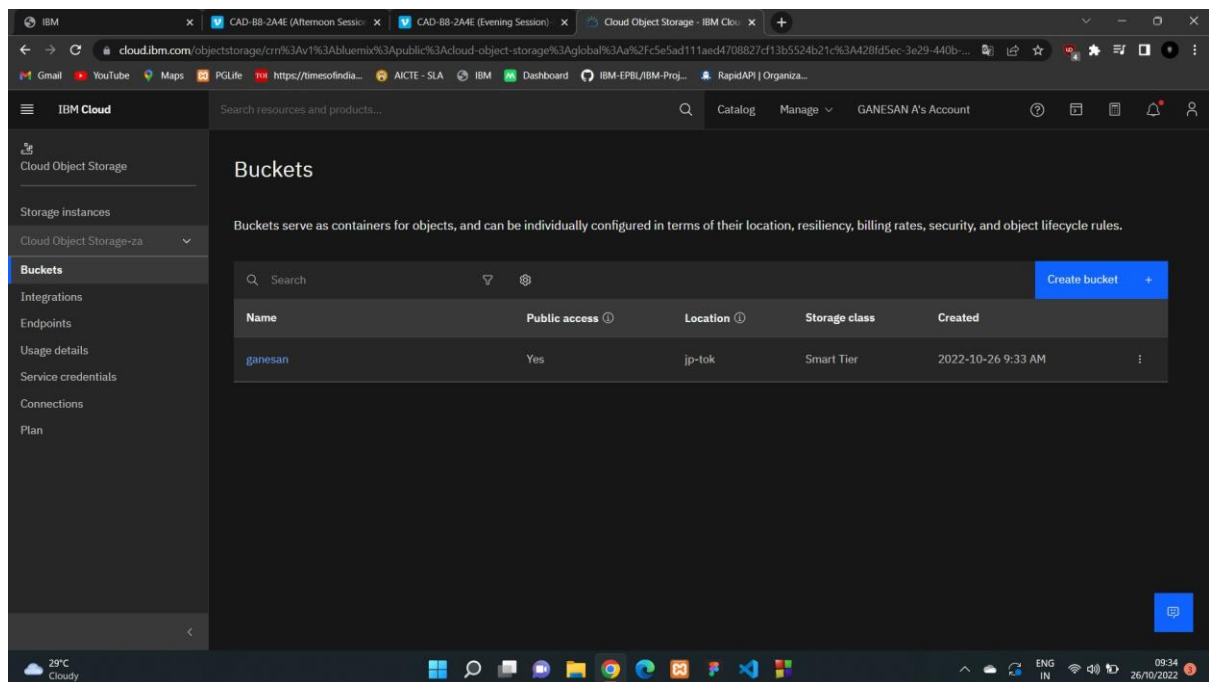 IBM
CAD-BB-2A4E (Afternoon Session
CAD-BB-2A4E (Evening Session)
Cloud Object Storage - IBM Clou
cloud.ibm.com/objectstorage/crn%3Av1%3Abluemix%3Apublic%3Acloud-object-storage%3Aglobal%3Aa%2Fc5e5ad111aed4708827cf13b5524b21c%3A428fd5ec-3e29-440b-...
Gmail YouTube Maps PGLife https://timesofindia... AICTE - SLA IBM Dashboard IBM-EPBL/IBM-Proj... RapidAPI | Organiza...
IBM Cloud
Search resources and products...
Catalog Manage GANESAN A's Account
Cloud Object Storage
Storage instances
Cloud Object Storage-za
Buckets
Integrations
Endpoints
Usage details
Service credentials
Connections
Plan
Buckets
Buckets serve as containers for objects, and can be individually configured in terms of their location, resiliency, billing rates, security, and object lifecycle rules.
Search
Create bucket +
Name Public access Location Storage class Created
ganesan Yes jp-tok Smart Tier 2022-10-26 9:33 AM
29°C
Cloudy
ENG
IN
09:34
26/10/2022
3